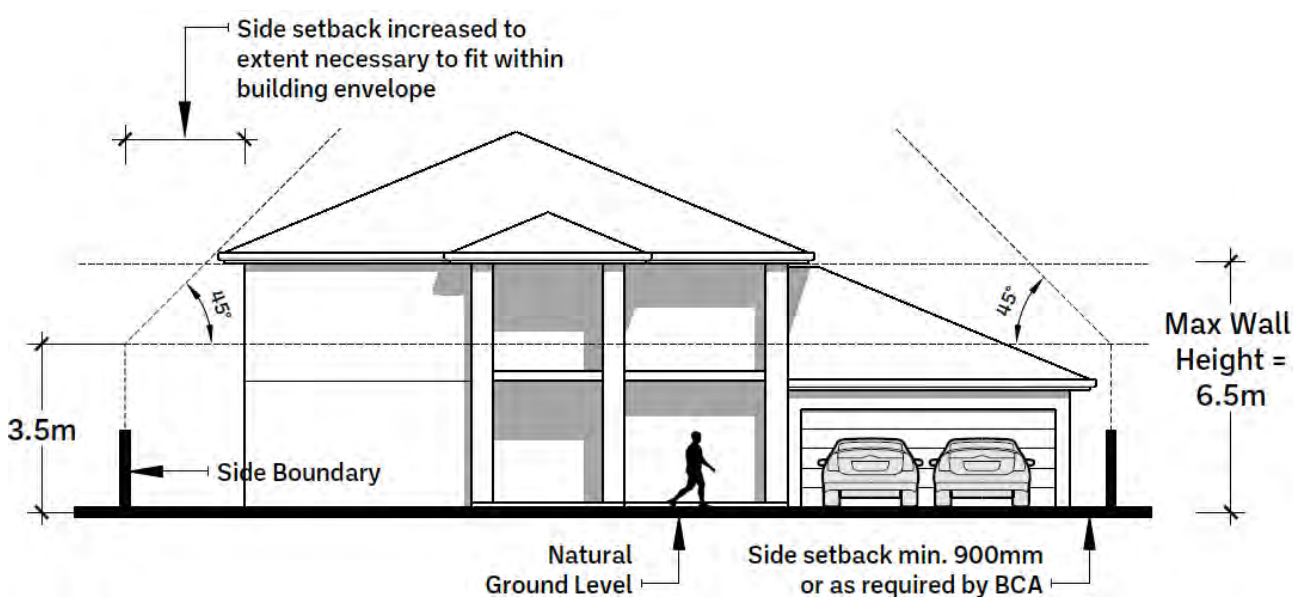 Side setback increased to
extent necessary to fit within
building envelope
45°
45°
Max Wall
Height =
6.5m
3.5m
Side Boundary
Natural
Ground Level
Side setback min. 900mm
or as required by BCA